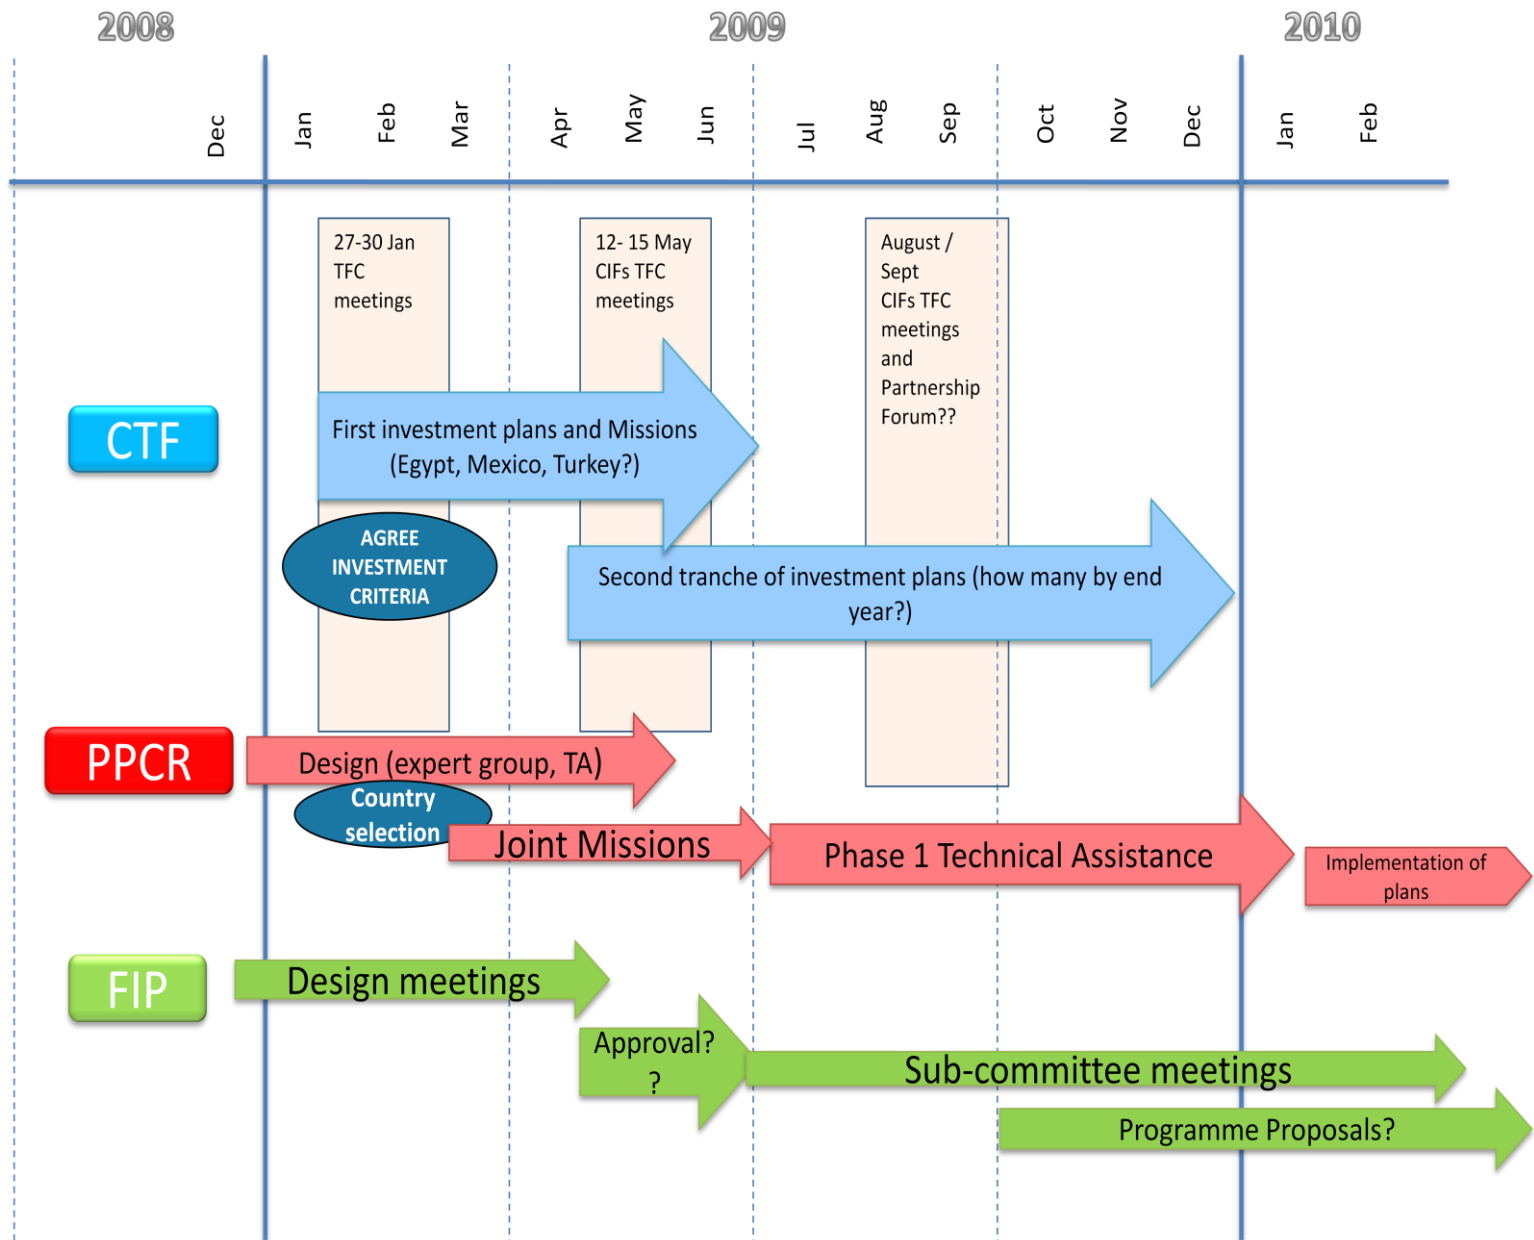 2008
2009
2010
Dec
Jan
Feb
Mar
Apr
May
Jun
Jul
Aug
Sep
Oct
Nov
Dec
Jan
Feb
27-30 Jan
TFC
meetings
12- 15 May
CIFs TFC
meetings
August /
Sept
CIFs TFC
meetings
and
Partnership
Forum??
CTF
First investment plans and Missions
(Egypt, Mexico, Turkey?)
AGREE
INVESTMENT
CRITERIA
Second tranche of investment plans (how many by end
year?)
PPCR
Design (expert group, TA)
Country
selection
Joint Missions
Phase 1 Technical Assistance
Implementation of
plans
FIP
Design meetings
Approval?
?
Sub-committee meetings
Programme Proposals?